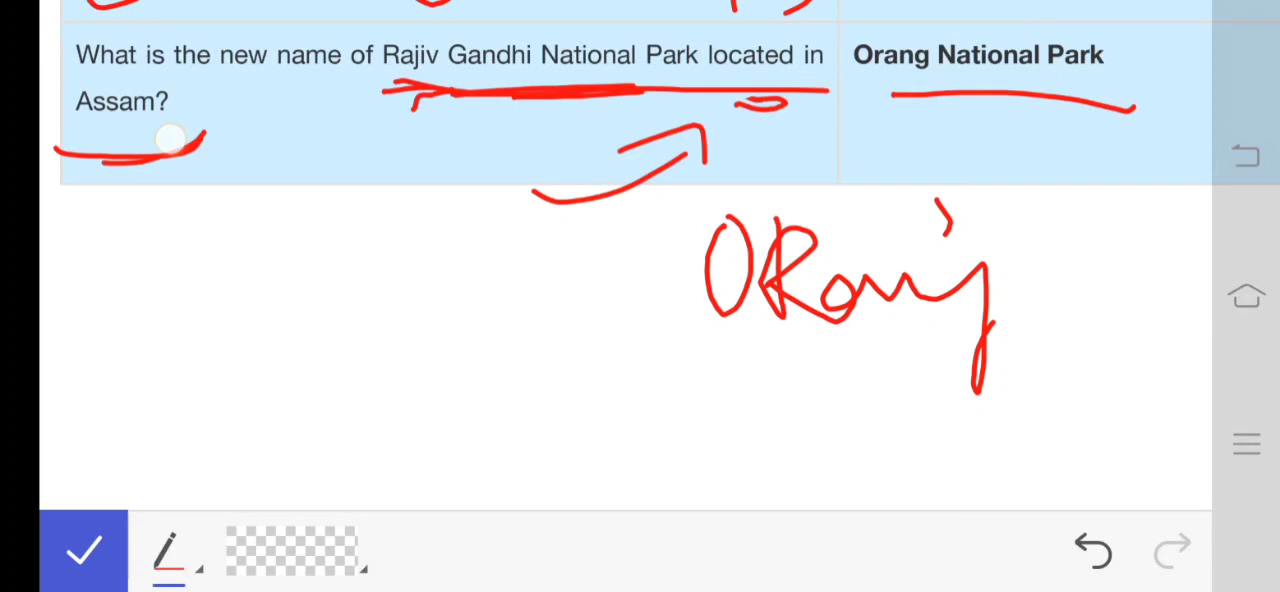 What is the new name of Rajiv Gandhi National Park located in
Assam?
Orang National Park
ORang